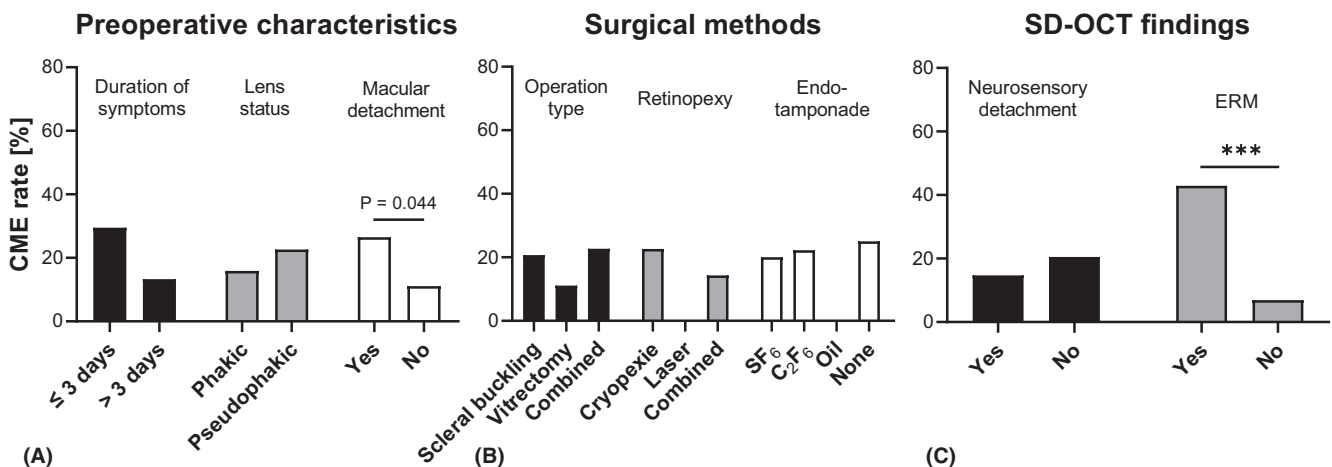 Preoperative characteristics
CME rate [%]
80
60
40
20
0
Duration of
symptoms
Lens
status
Macular
detachment
P = 0.044
≤ 3 days
> 3 days
Phakic
Pseudophakic
Yes
No
(A)
Surgical methods
80
60
40
20
0
Operation
type
Retinopexy
Endo-
tamponade
Scleral buckling
Vitrectomy
Combined
Cryopexie
Laser
Combined
SF₆
C₂F₆
Oil
None
(B)
SD-OCT findings
80
60
40
20
0
Neurosensory
detachment
ERM
***
Yes
No
Yes
No
(C)